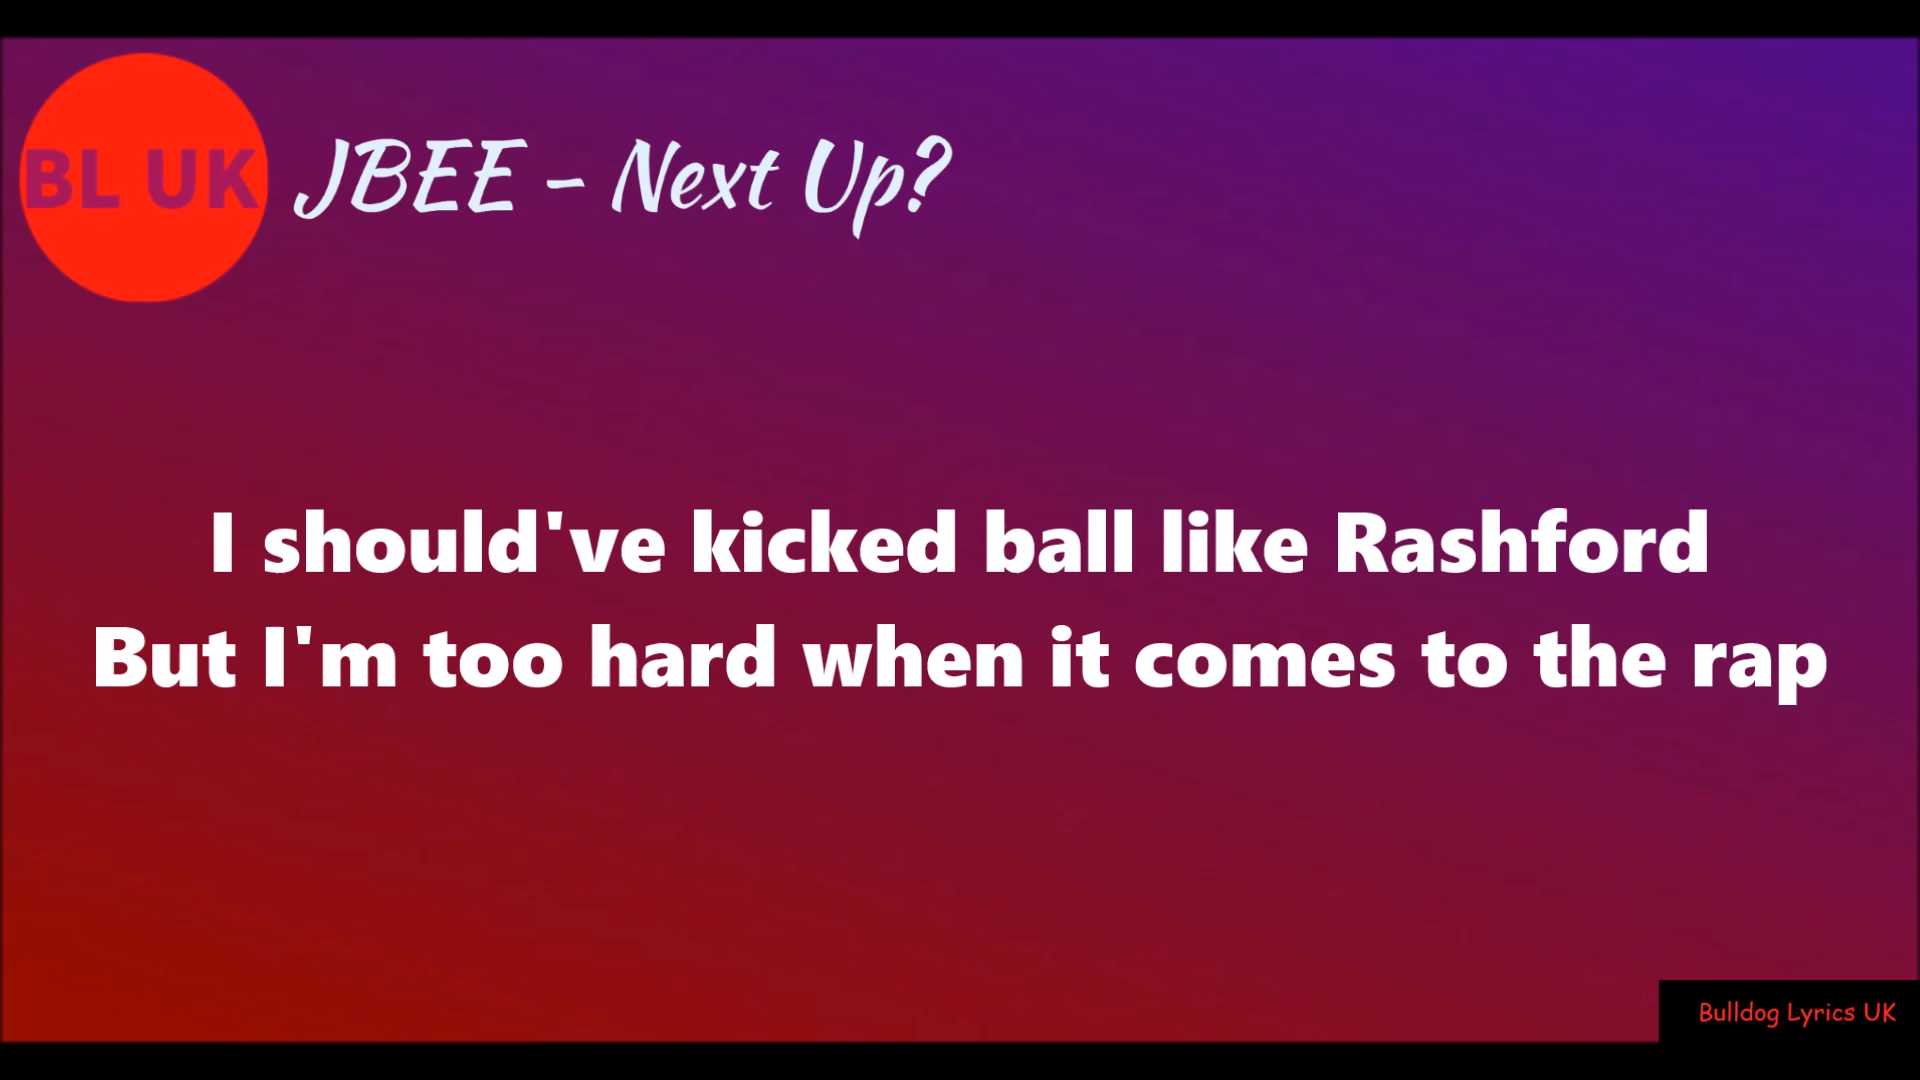 BL UK
JBEE - Next Up?
I should've kicked ball like Rashford
But I'm too hard when it comes to the rap
Bulldog Lyrics UK